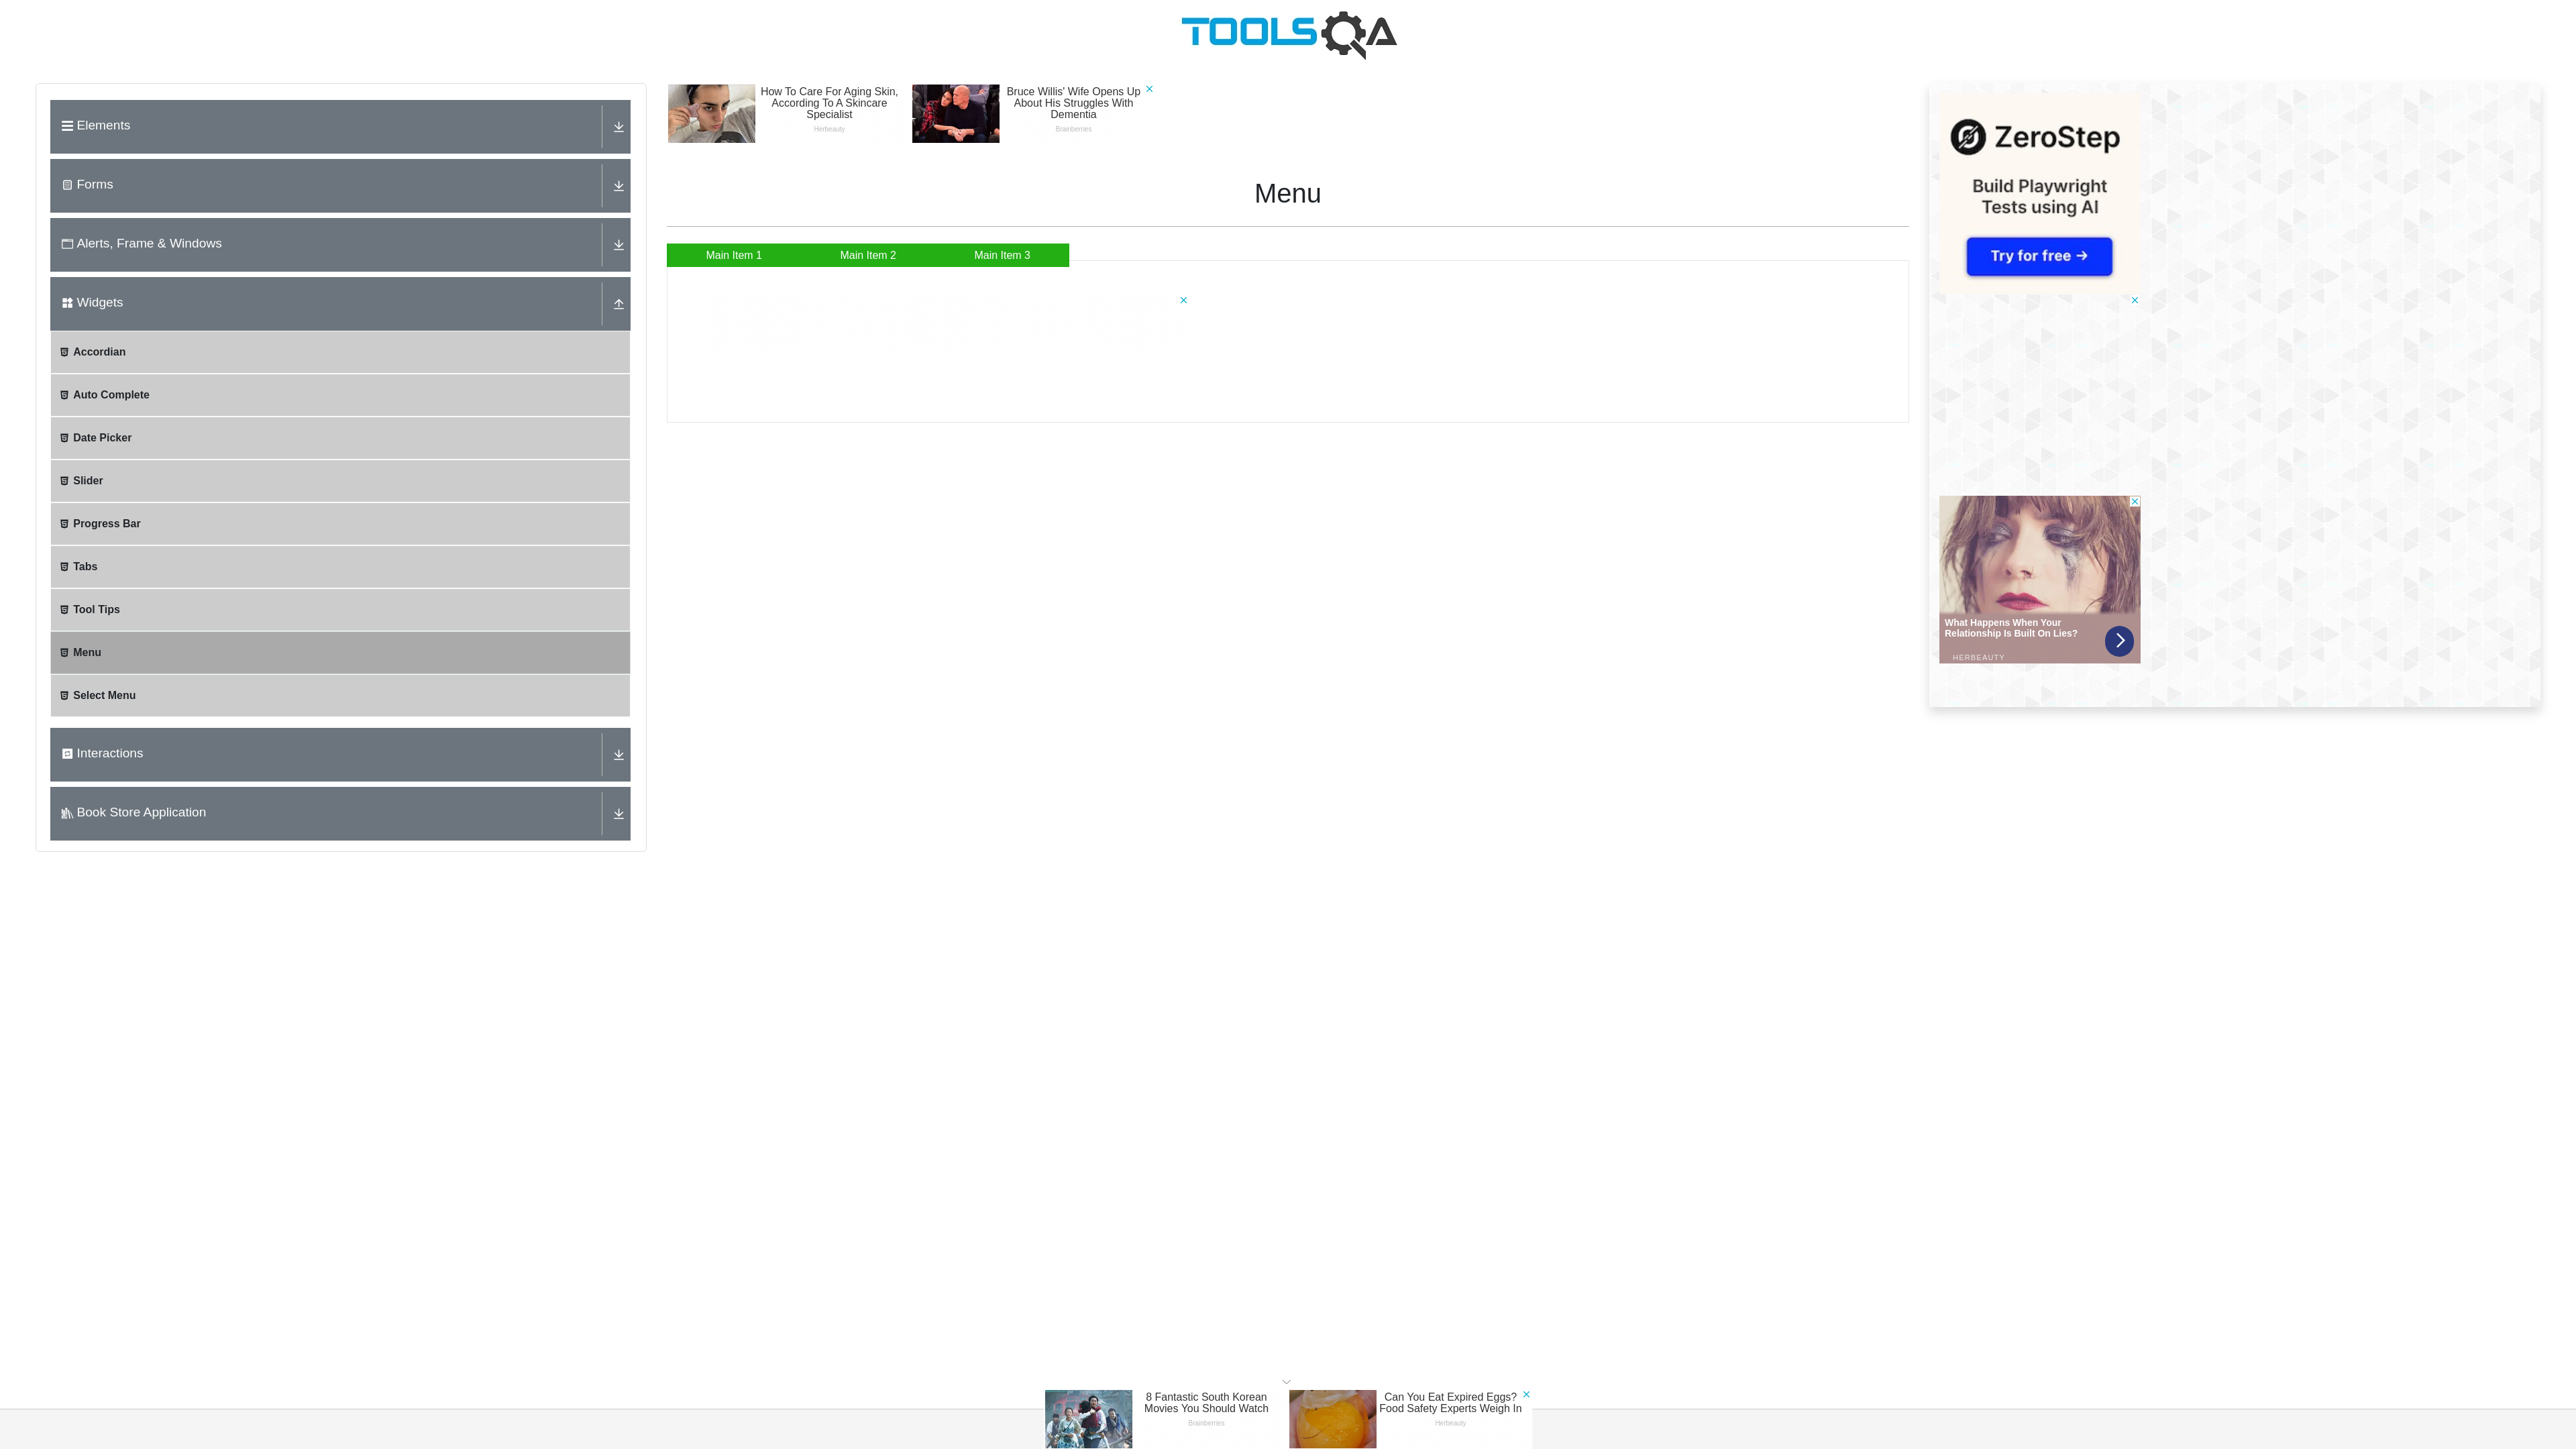 TOOLSQA
Elements
Forms
Alerts, Frame & Windows
Widgets
Accordian
Auto Complete
Date Picker
Slider
Progress Bar
Tabs
Tool Tips
Menu
Select Menu
Interactions
Book Store Application
How To Care For Aging Skin,
According To A Skincare
Specialist
Herbeauty
Bruce Willis' Wife Opens Up
About His Struggles With
Dementia
Brainberries
Menu
Main Item 1
Main Item 2
Main Item 3
ZeroStep
Build Playwright
Tests using AI
Try for free →
What Happens When Your
Relationship Is Built On Lies?
HERBEAUTY
8 Fantastic South Korean
Movies You Should Watch
Brainberries
Can You Eat Expired Eggs?
Food Safety Experts Weigh In
Herbeauty